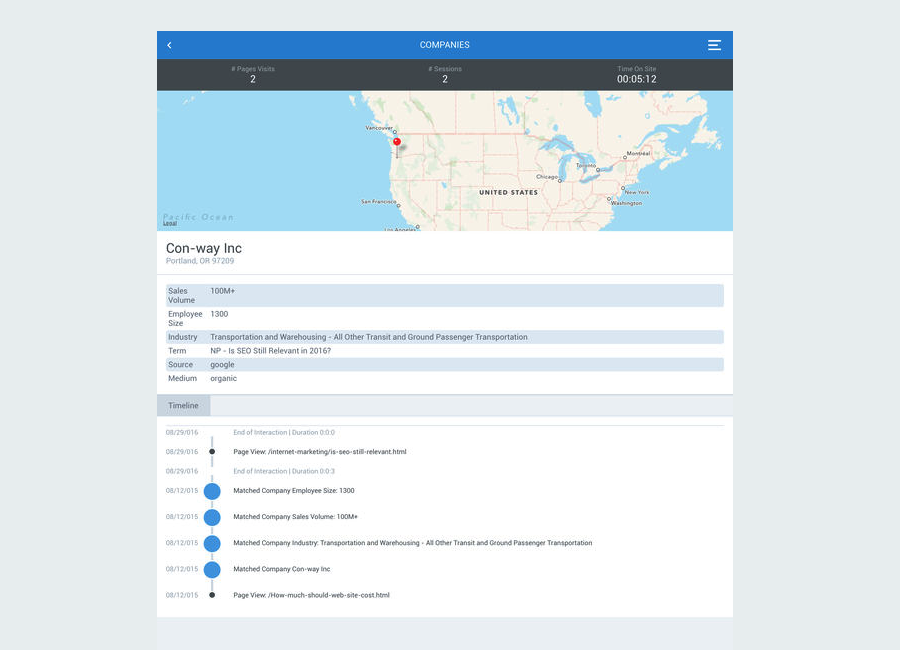 COMPANIES
# Pages Visits
2
# Sessions
2
Time On Site
00:05:12
Vancouver
Montréal
Toronto
Chicago
New York
UNITED STATES
Washington
San Francisco
Pacific Ocean
Legal
Los Angeles
Con-way Inc
Portland, OR 97209
Sales Volume 100M+
Employee Size 1300
Industry Transportation and Warehousing - All Other Transit and Ground Passenger Transportation
Term NP - Is SEO Still Relevant in 2016?
Source google
Medium organic
Timeline
08/29/016 End of Interaction | Duration 0:0:0
08/29/016 Page View: /internet-marketing/is-seo-still-relevant.html
08/29/016 End of Interaction | Duration 0:0:3
08/12/015 Matched Company Employee Size: 1300
08/12/015 Matched Company Sales Volume: 100M+
08/12/015 Matched Company Industry: Transportation and Warehousing - All Other Transit and Ground Passenger Transportation
08/12/015 Matched Company Con-way Inc
08/12/015 Page View: /How-much-should-web-site-cost.html